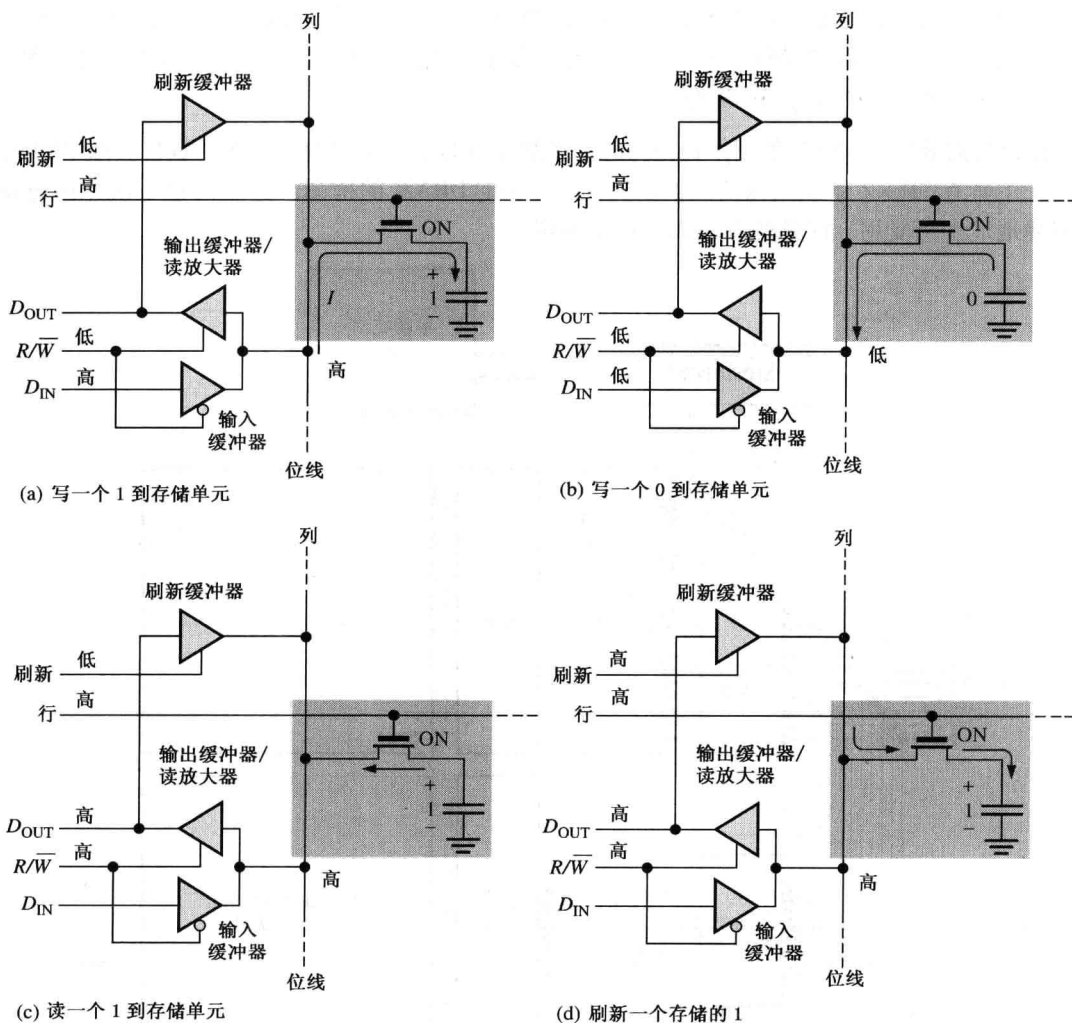 列
刷新缓冲器
低
刷新
高
行
ON
输出缓冲器/
读放大器
+
1
-
I
D_OUT
低
R/W̅
高
D_IN
高
输入
缓冲器
位线
(a) 写一个 1 到存储单元
列
刷新缓冲器
低
刷新
高
行
ON
输出缓冲器/
读放大器
0
D_OUT
低
R/W̅
低
D_IN
低
输入
缓冲器
位线
(b) 写一个 0 到存储单元
列
刷新缓冲器
低
刷新
高
行
ON
输出缓冲器/
读放大器
+
1
-
高
D_OUT
高
R/W̅
D_IN
高
输入
缓冲器
位线
(c) 读一个 1 到存储单元
列
刷新缓冲器
高
刷新
高
行
ON
输出缓冲器/
读放大器
+
1
-
高
D_OUT
高
R/W̅
D_IN
高
输入
缓冲器
位线
(d) 刷新一个存储的 1